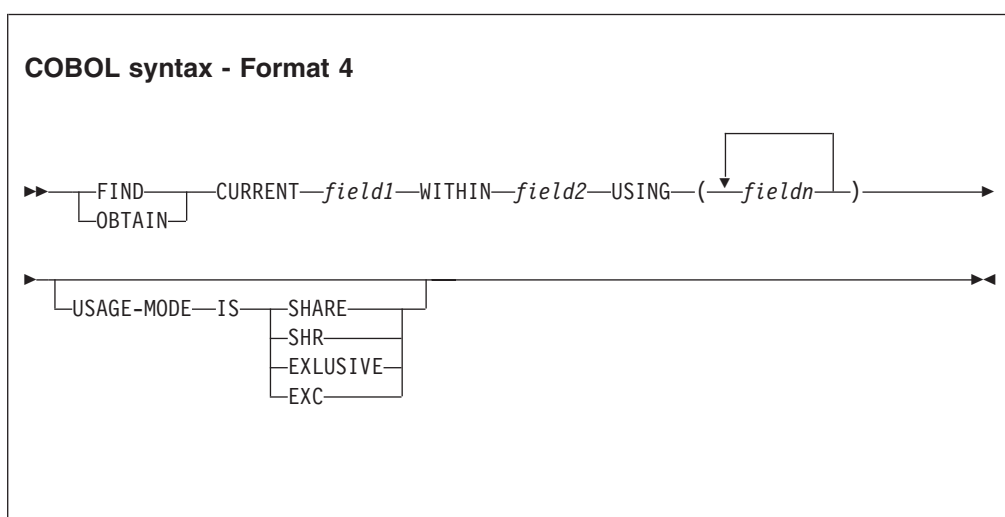 COBOL syntax - Format 4
FIND CURRENT field1 WITHIN field2 USING ( fieldn )
OBTAIN
USAGE-MODE IS SHARE
SHR
EXLUSIVE
EXC